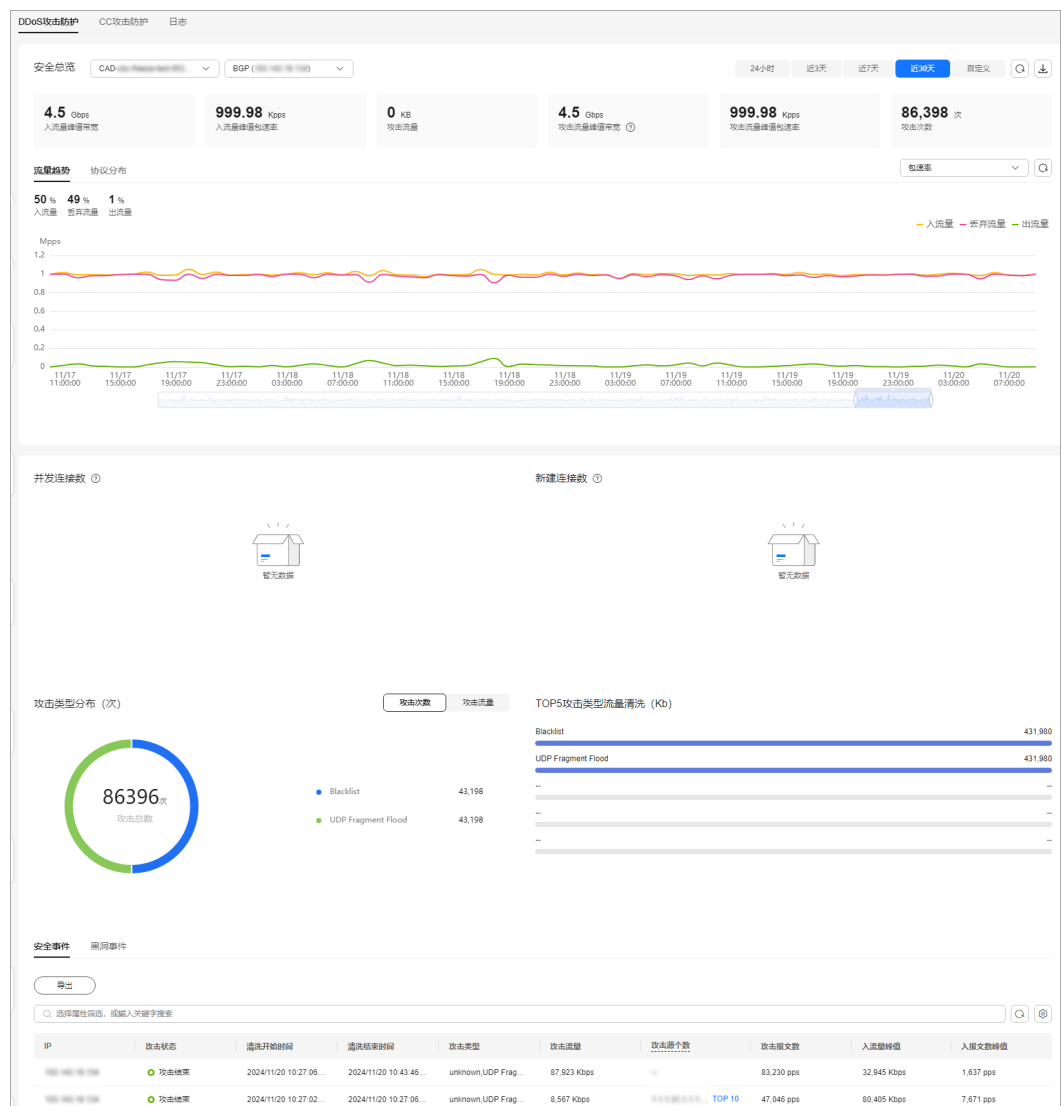 DDoS攻击防护 CC攻击防护 日志
安全总览 CAD- BGP ( )
24小时 近3天 近7天 近30天 自定义
4.5 Gbps 999.98 Kpps 0 KB 4.5 Gbps 999.98 Kpps 86,398 次
入流量峰值带宽 入流量峰值包速率 攻击流量 攻击流量峰值带宽 ? 攻击流量峰值包速率 攻击次数
流量趋势 协议分布 包速率
50 % 49 % 1 %
入流量 丢弃流量 出流量
入流量 丢弃流量 出流量
Mpps
1.2
1
0.8
0.6
0.4
0.2
0
11/17 11/17 11/17 11/17 11/18 11/18 11/18 11/18 11/18 11/18 11/19 11/19 11/19 11/19 11/19 11/19 11/20 11/20
11:00:00 15:00:00 19:00:00 23:00:00 03:00:00 07:00:00 11:00:00 15:00:00 19:00:00 23:00:00 03:00:00 07:00:00 11:00:00 15:00:00 19:00:00 23:00:00 03:00:00 07:00:00
并发连接数 ? 新建连接数 ?
暂无数据 暂无数据
攻击类型分布（次） 攻击次数 攻击流量
86396次
攻击总数
Blacklist 43,198
UDP Fragment Flood 43,198
TOP5攻击类型流量清洗（Kb）
Blacklist 431,980
UDP Fragment Flood 431,980
-- --
-- --
-- --
安全事件 黑洞事件
导出
选择属性筛选，或输入关键字搜索
IP 攻击状态 清洗开始时间 清洗结束时间 攻击类型 攻击流量 攻击源个数 攻击报文数 入流量峰值 入报文数峰值
攻击结束 2024/11/20 10:27:06... 2024/11/20 10:43:46... unknown,UDP Frag... 87,923 Kbps 83,230 pps 32,945 Kbps 1,637 pps
攻击结束 2024/11/20 10:27:02... 2024/11/20 10:27:06... unknown,UDP Frag... 8,567 Kbps TOP 10 47,046 pps 80,405 Kbps 7,671 pps